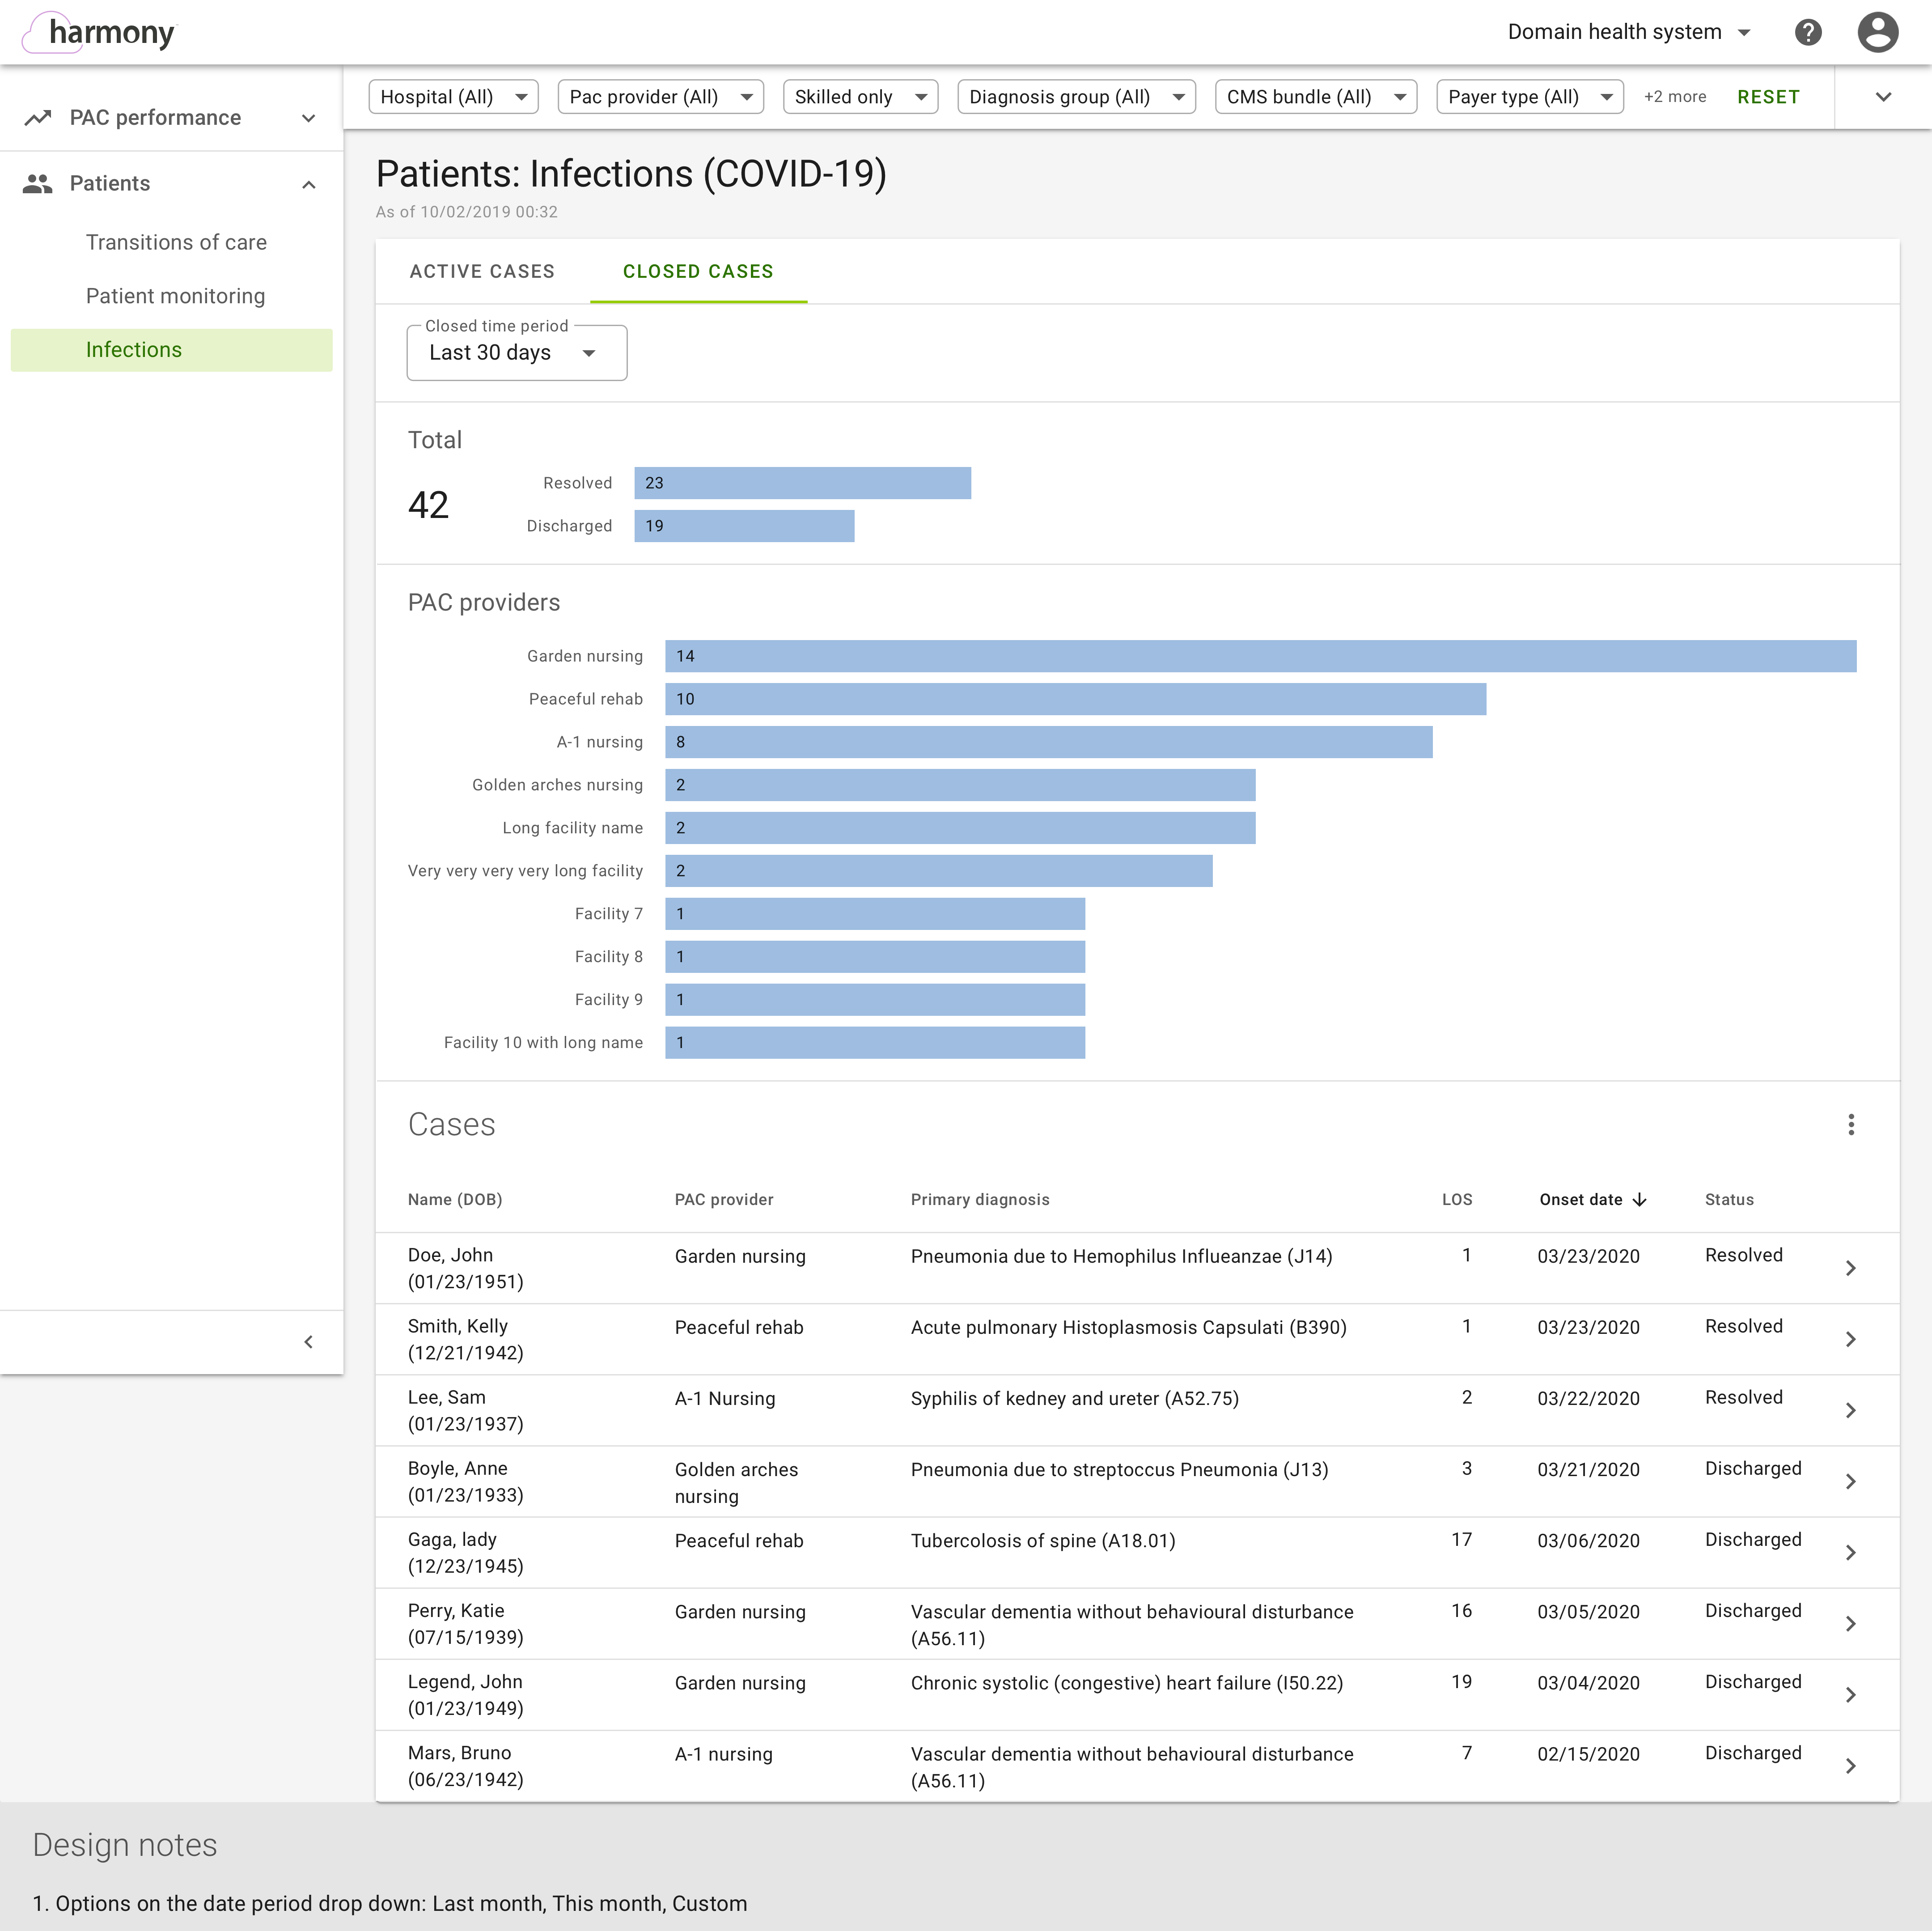 harmony
Domain health system
PAC performance
Patients
Transitions of care
Patient monitoring
Infections
Hospital (All)
Pac provider (All)
Skilled only
Diagnosis group (All)
CMS bundle (All)
Payer type (All)
+2 more
RESET
Patients: Infections (COVID-19)
As of 10/02/2019 00:32
ACTIVE CASES
CLOSED CASES
Closed time period
Last 30 days
Total
42
Resolved 23
Discharged 19
PAC providers
Garden nursing 14
Peaceful rehab 10
A-1 nursing 8
Golden arches nursing 2
Long facility name 2
Very very very very long facility 2
Facility 7 1
Facility 8 1
Facility 9 1
Facility 10 with long name 1
Cases
Name (DOB) PAC provider Primary diagnosis LOS Onset date Status
Doe, John Garden nursing Pneumonia due to Hemophilus Influeanzae (J14) 1 03/23/2020 Resolved
(01/23/1951)
Smith, Kelly Peaceful rehab Acute pulmonary Histoplasmosis Capsulati (B390) 1 03/23/2020 Resolved
(12/21/1942)
Lee, Sam A-1 Nursing Syphilis of kedney and ureter (A52.75) 2 03/22/2020 Resolved
(01/23/1937)
Boyle, Anne Golden arches Pneumonia due to streptoccus Pneumonia (J13) 3 03/21/2020 Discharged
(01/23/1933) nursing
Gaga, lady Peaceful rehab Tubercolosis of spine (A18.01) 17 03/06/2020 Discharged
(12/23/1945)
Perry, Katie Garden nursing Vascular dementia without behavioural disturbance 16 03/05/2020 Discharged
(07/15/1939) (A56.11)
Legend, John Garden nursing Chronic systolic (congestive) heart failure (I50.22) 19 03/04/2020 Discharged
(01/23/1949)
Mars, Bruno A-1 nursing Vascular dementia without behavioural disturbance 7 02/15/2020 Discharged
(06/23/1942) (A56.11)
Design notes
1. Options on the date period drop down: Last month, This month, Custom